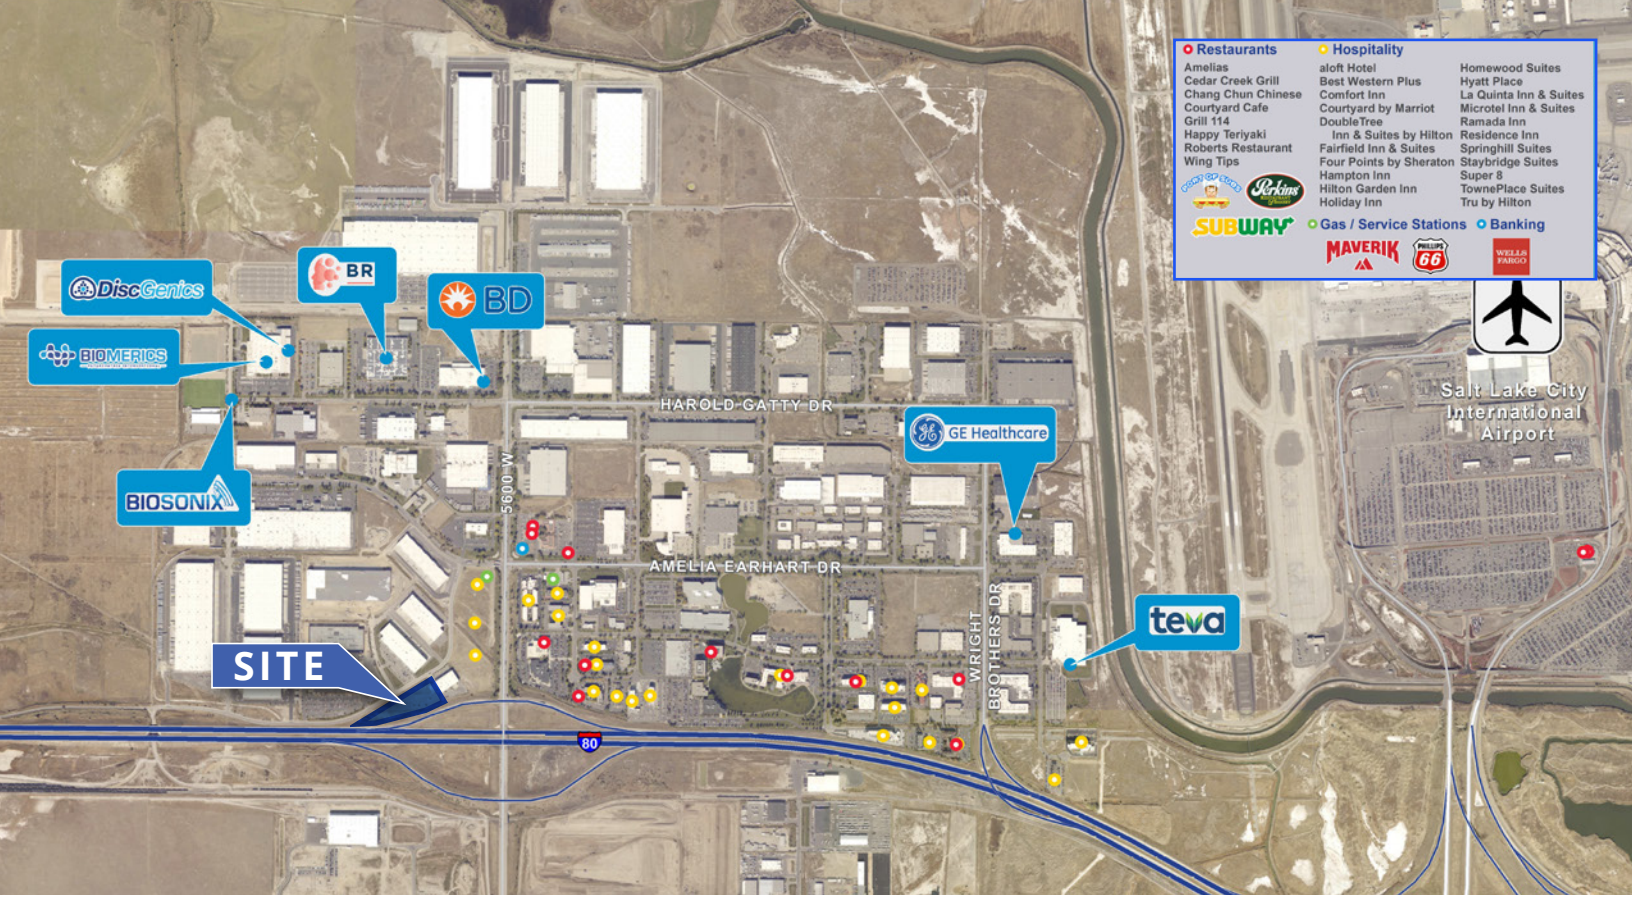 Restaurants
Amelias
Cedar Creek Grill
Chang Chun Chinese
Courtyard Cafe
Grill 114
Happy Teriyaki
Roberts Restaurant
Wing Tips
PORT OF SUBS
Perkins
SUBWAY
Hospitality
aloft Hotel
Best Western Plus
Comfort Inn
Courtyard by Marriot
DoubleTree
Inn & Suites by Hilton
Fairfield Inn & Suites
Four Points by Sheraton
Hampton Inn
Hilton Garden Inn
Holiday Inn
Homewood Suites
Hyatt Place
La Quinta Inn & Suites
Microtel Inn & Suites
Ramada Inn
Residence Inn
Springhill Suites
Staybridge Suites
Super 8
TownePlace Suites
Tru by Hilton
Gas / Service Stations
MAVERIK
PHILLIPS
66
Banking
WELLS
FARGO
DiscGenics
BR
BD
BIOMERICS
BIOSONIX
HAROLD GATTY DR
GE Healthcare
Salt Lake City
International
Airport
5600 W
AMELIA EARHART DR
WRIGHT
BROTHERS DR
teva
SITE
80